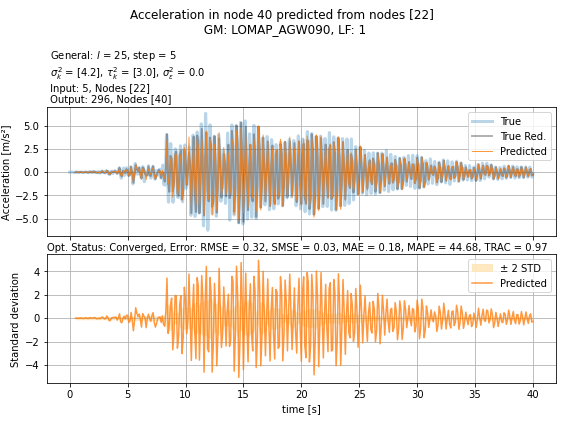 Acceleration in node 40 predicted from nodes [22]
GM: LOMAP_AGW090, LF: 1
General: l = 25, step = 5
σ²ₖ = [4.2], τ²ₖ = [3.0], σ²ε = 0.0
Input: 5, Nodes [22]
Output: 296, Nodes [40]
Acceleration [m/s²]
5.0
2.5
0.0
−2.5
−5.0
True
True Red.
Predicted
Opt. Status: Converged, Error: RMSE = 0.32, SMSE = 0.03, MAE = 0.18, MAPE = 44.68, TRAC = 0.97
Standard deviation
4
2
0
−2
−4
± 2 STD
Predicted
0 5 10 15 20 25 30 35 40
time [s]